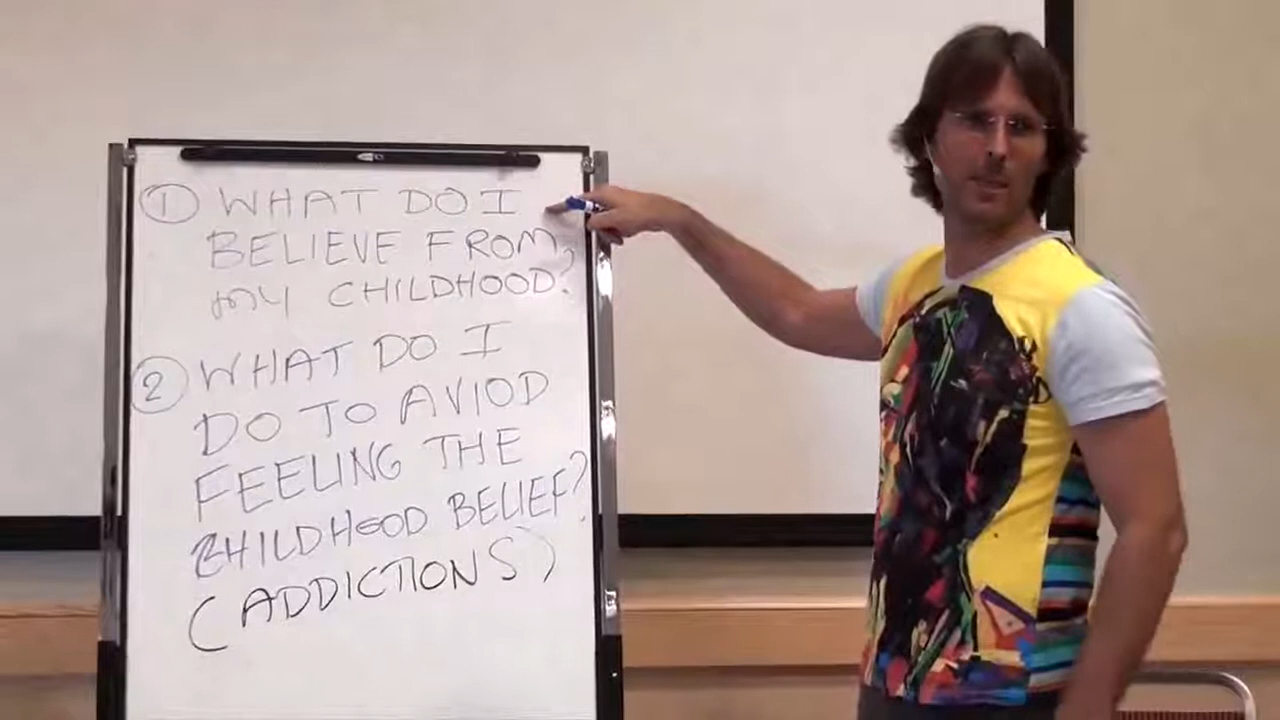 ① WHAT DO I
BELIEVE FROM
MY CHILDHOOD?
② WHAT DO I
DO TO AVIOD
FEELING THE
CHILDHOOD BELIEF?
(ADDICTIONS)